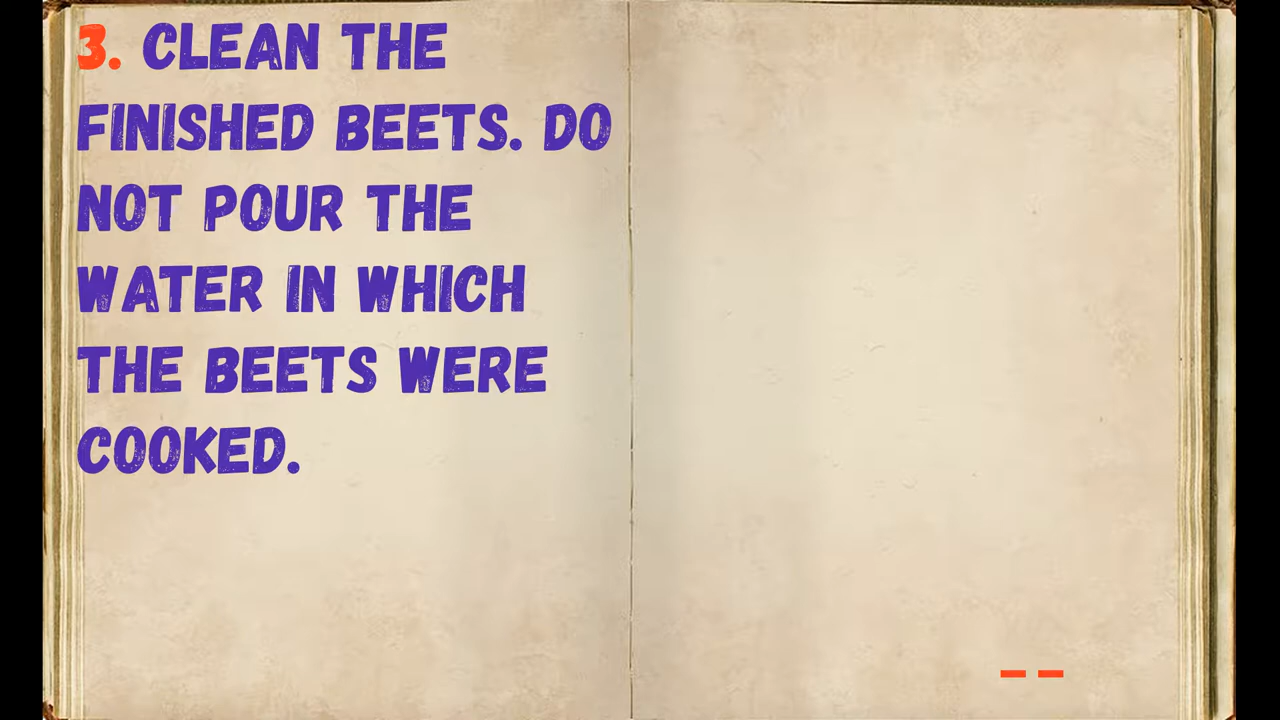 3. CLEAN THE
FINISHED BEETS. DO
NOT POUR THE
WATER IN WHICH
THE BEETS WERE
COOKED.
--